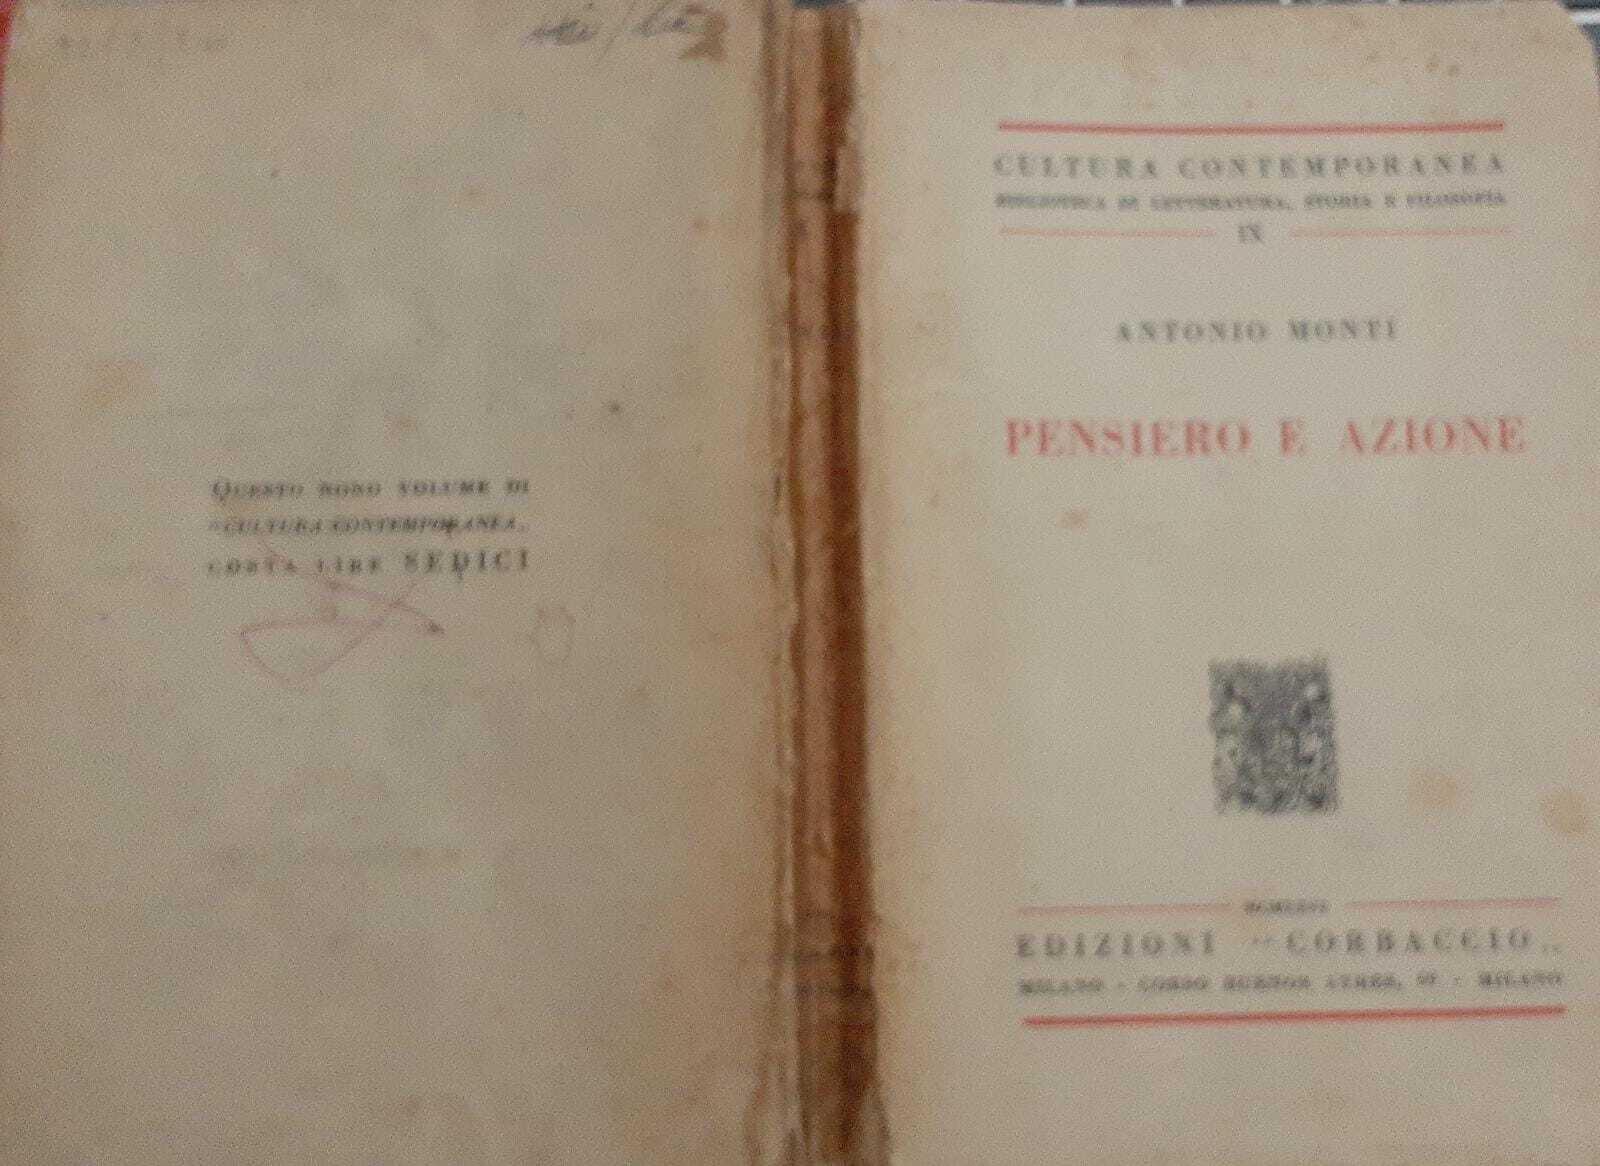 QUESTO NONO VOLUME DI
"CULTURA CONTEMPORANEA„
COSTA LIRE SEDICI
CULTURA CONTEMPORANEA
BIBLIOTECA DI LETTERATURA, STORIA E FILOSOFIA
IX
ANTONIO MONTI
PENSIERO E AZIONE
EDIZIONI "CORBACCIO„
MILANO - CORSO BUENOS AYRES, - MILANO